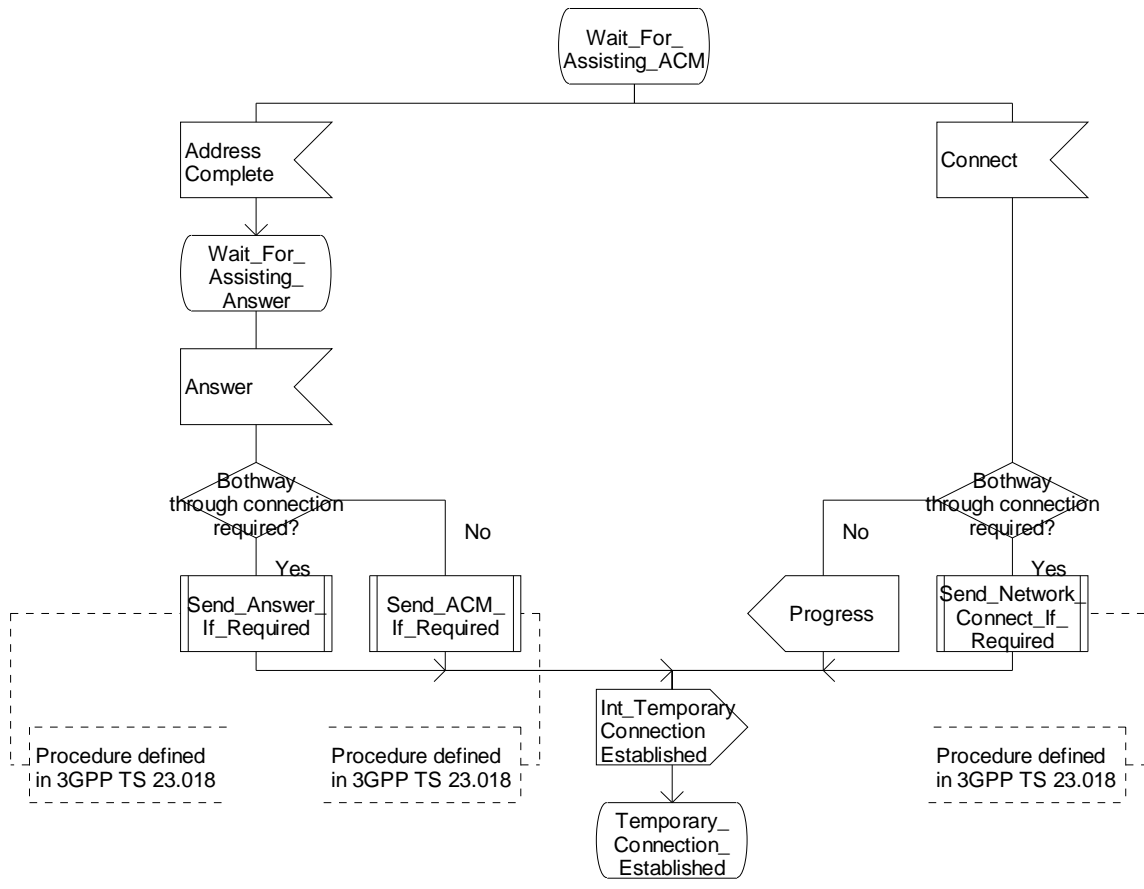 Wait_For_
Assisting_ACM
Address
Complete
Connect
Wait_For_
Assisting_
Answer
Answer
Bothway
through connection
required?
Bothway
through connection
required?
No
No
Yes
Yes
Send_Answer_
If_Required
Send_ACM_
If_Required
Progress
Send_Network_
Connect_If_
Required
Int_Temporary
Connection
Established
Procedure defined
in 3GPP TS 23.018
Procedure defined
in 3GPP TS 23.018
Procedure defined
in 3GPP TS 23.018
Temporary_
Connection_
Established